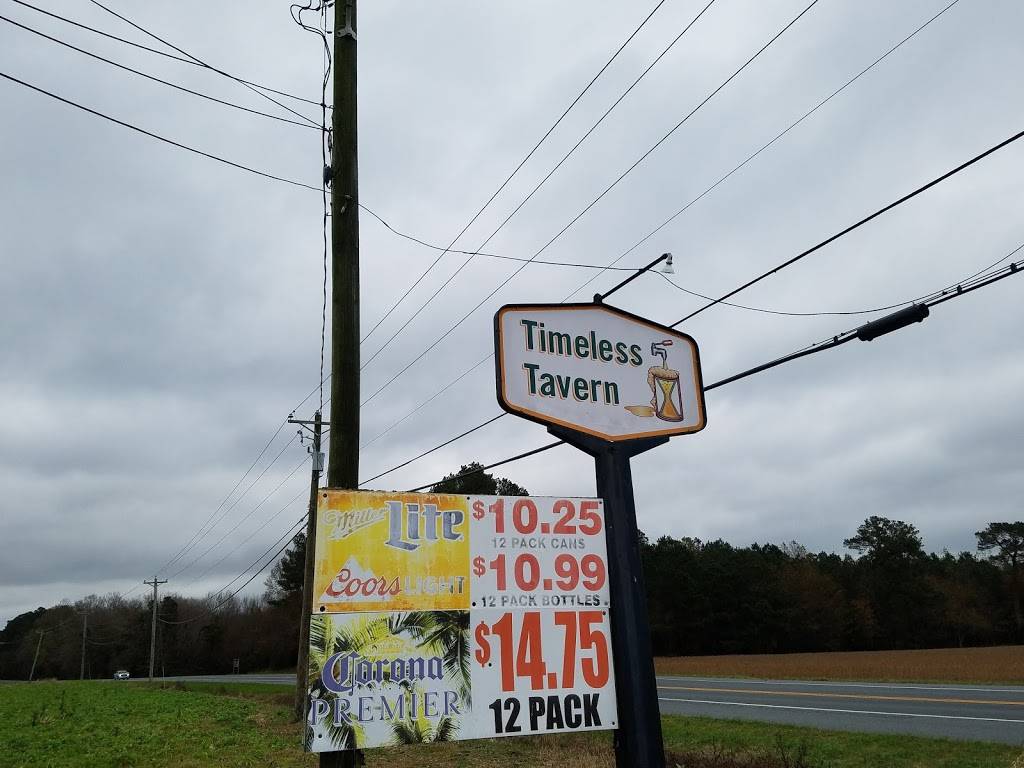 Timeless
Tavern
Miller Lite
$10.25
12 PACK CANS
Coors LIGHT
$10.99
12 PACK BOTTLES
Corona
PREMIER
$14.75
12 PACK